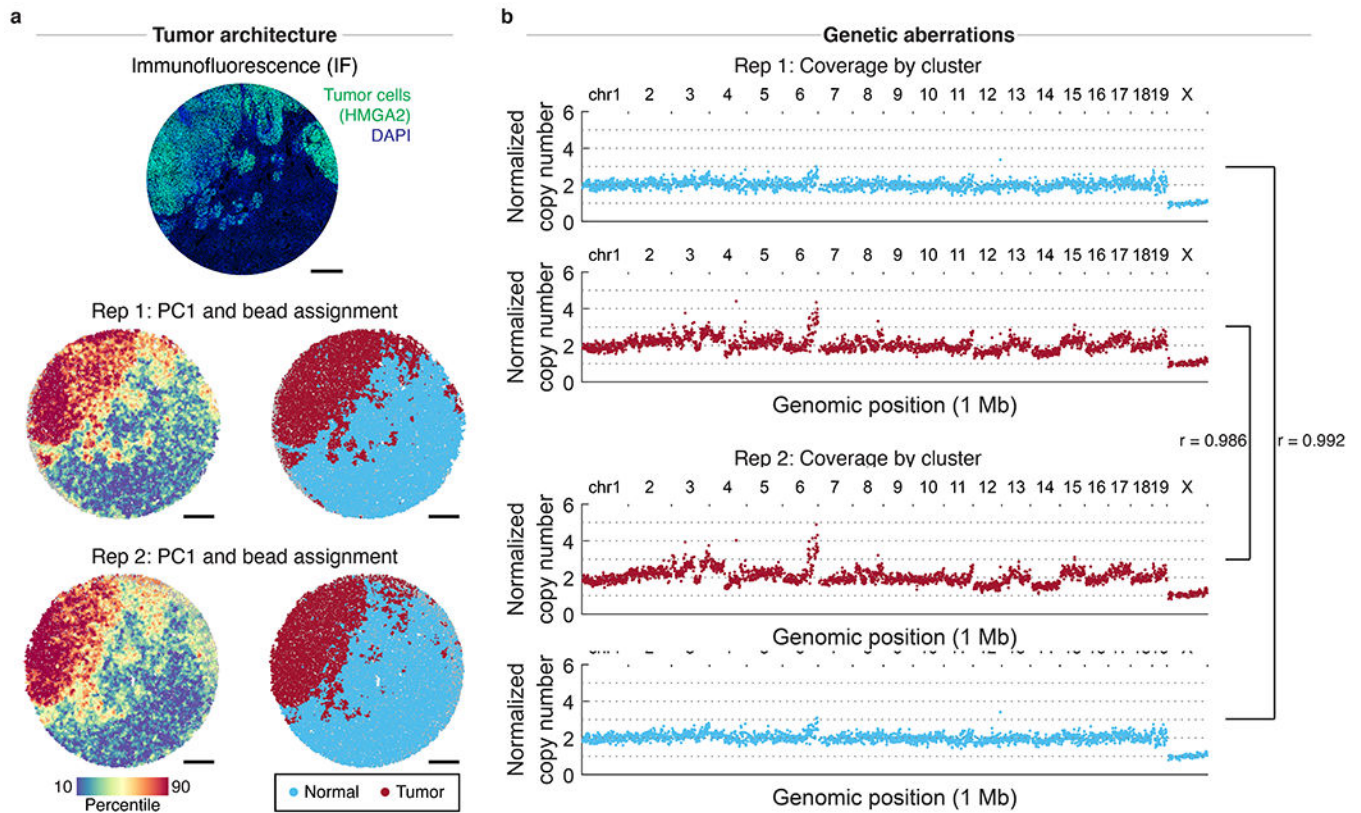 a
Tumor architecture
Immunofluorescence (IF)
Tumor cells
(HMGA2)
DAPI
Rep 1: PC1 and bead assignment
Rep 2: PC1 and bead assignment
10 90
Percentile
Normal Tumor
b
Genetic aberrations
Rep 1: Coverage by cluster
chr1 2 3 4 5 6 7 8 9 10 11 12 13 14 15 16 17 18 19 X
Normalized
copy number
6
4
2
0
chr1 2 3 4 5 6 7 8 9 10 11 12 13 14 15 16 17 18 19 X
Normalized
copy number
6
4
2
0
Genomic position (1 Mb)
r = 0.986
r = 0.992
Rep 2: Coverage by cluster
chr1 2 3 4 5 6 7 8 9 10 11 12 13 14 15 16 17 18 19 X
Normalized
copy number
6
4
2
0
Genomic position (1 Mb)
Normalized
copy number
6
4
2
0
Genomic position (1 Mb)